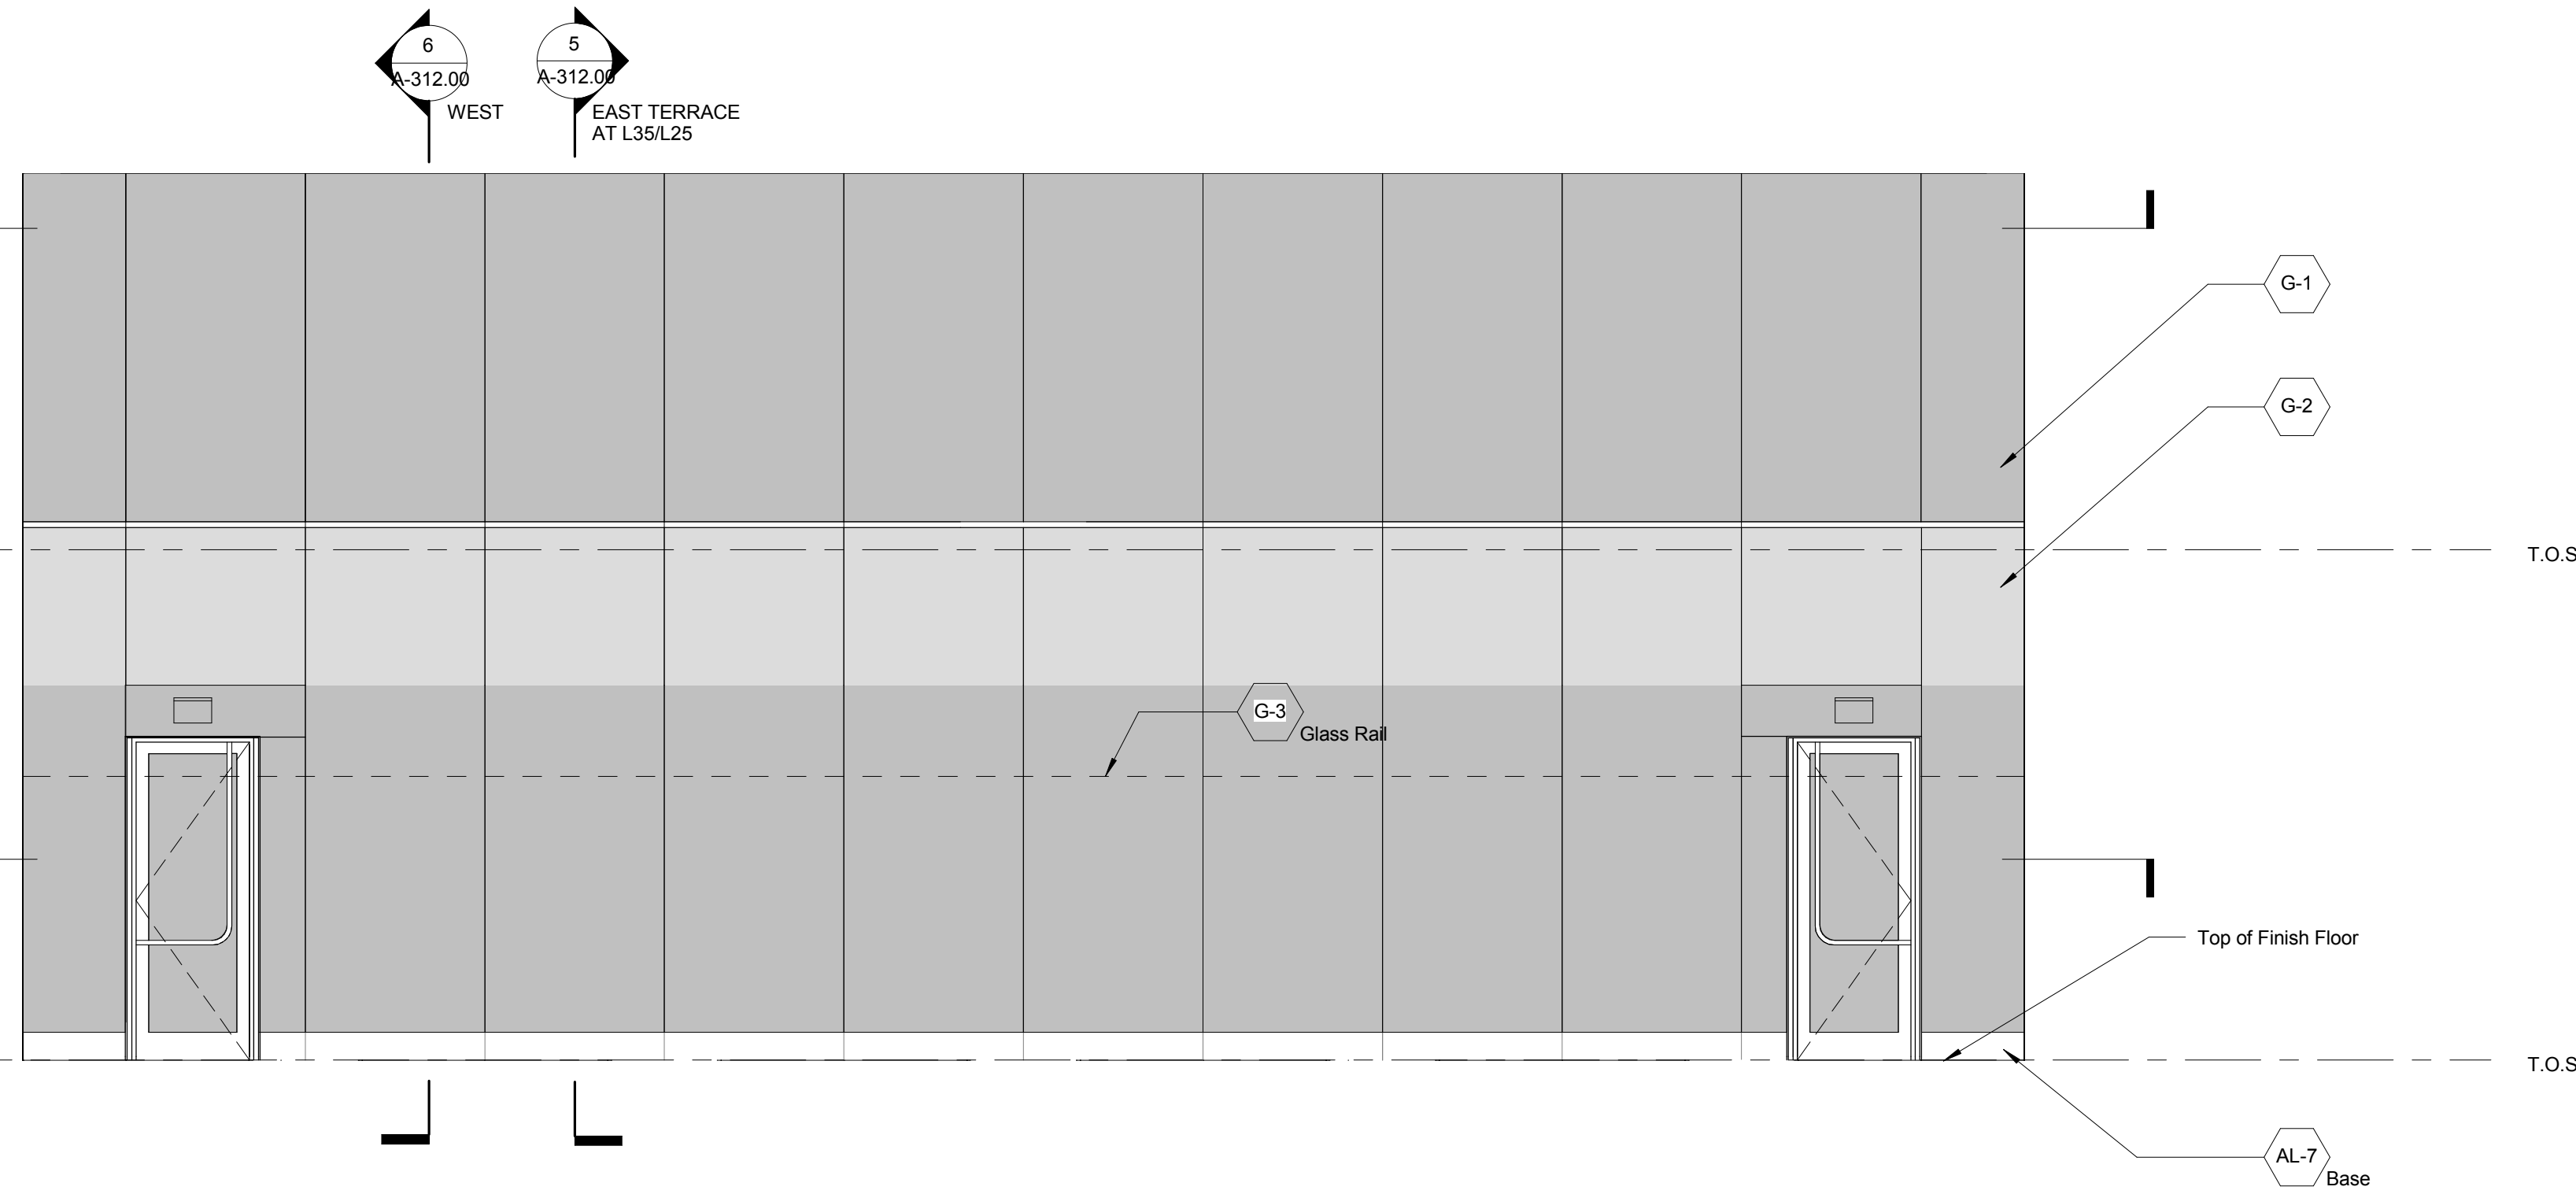 6
A-312.00
WEST
5
A-312.00
EAST TERRACE
AT L35/L25
G-1
G-2
T.O.S
G-3
Glass Rail
Top of Finish Floor
T.O.S
AL-7
Base